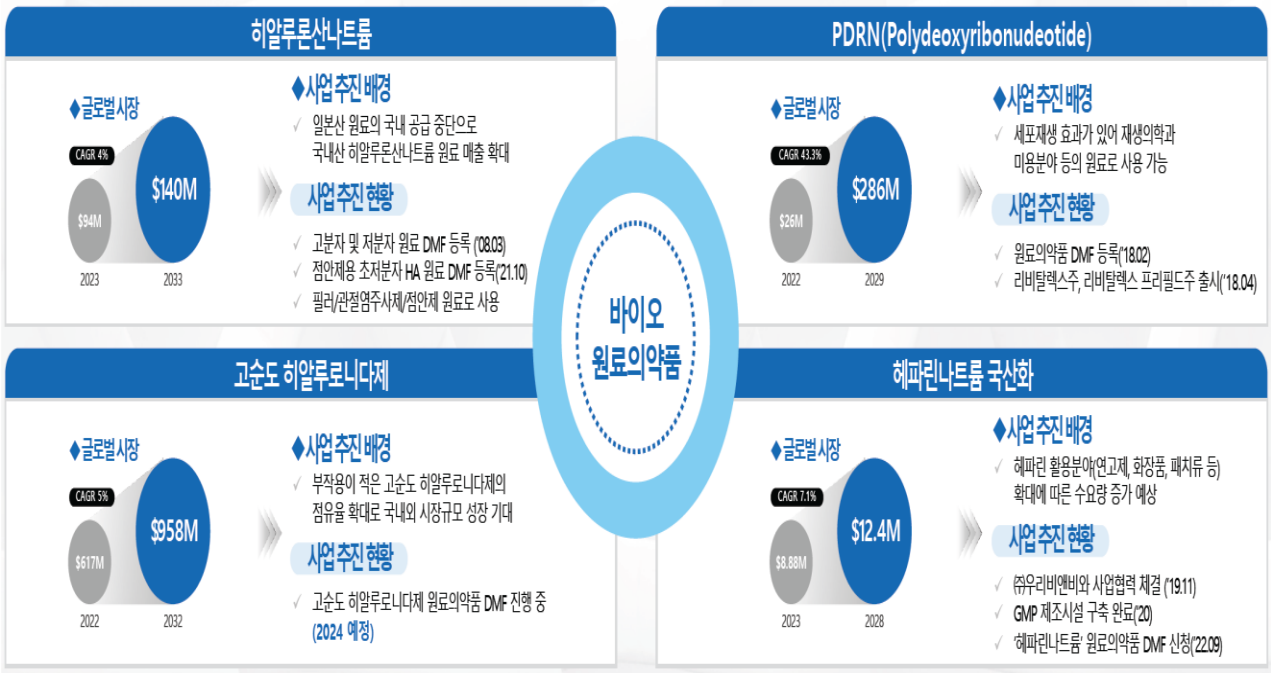 히알루론산나트륨
◆글로벌 시장
CAGR 4%
$94M
$140M
2023
2033
◆사업 추진 배경
✓ 일본산 원료의 국내 공급 중단으로
국내산 히알루론산나트륨 원료 매출 확대
사업 추진 현황
✓ 고분자 및 저분자 원료 DMF 등록 ('08.03)
✓ 점안제용 초저분자 HA 원료 DMF 등록('21.10)
✓ 필러/관절염주사제/점안제 원료로 사용
PDRN(Polydeoxyribonudeotide)
◆글로벌 시장
CAGR 43.3%
$26M
$286M
2022
2029
◆사업 추진 배경
✓ 세포재생 효과가 있어 재생의학과
미용분야 등의 원료로 사용 가능
사업 추진 현황
✓ 원료의약품 DMF 등록('18.02)
✓ 리비탈렉스주, 리비탈렉스 프리필드주 출시('18.04)
바이오
원료의약품
고순도 히알루로니다제
◆글로벌 시장
CAGR 5%
$617M
$958M
2022
2032
◆사업 추진 배경
✓ 부작용이 적은 고순도 히알루로니다제의
점유율 확대로 국내외 시장규모 성장 기대
사업 추진 현황
✓ 고순도 히알루로니다제 원료의약품 DMF 진행 중
(2024 예정)
헤파린나트륨 국산화
◆글로벌 시장
CAGR 7.1%
$8.88M
$12.4M
2023
2028
◆사업 추진 배경
✓ 헤파린 활용분야(연고제, 화장품, 패치류 등)
확대에 따른 수요량 증가 예상
사업 추진 현황
✓ ㈜우리비앤비와 사업협력 체결 ('19.11)
✓ GMP 제조시설 구축 완료('20)
✓ '헤파린나트륨' 원료의약품 DMF 신청('22.09)